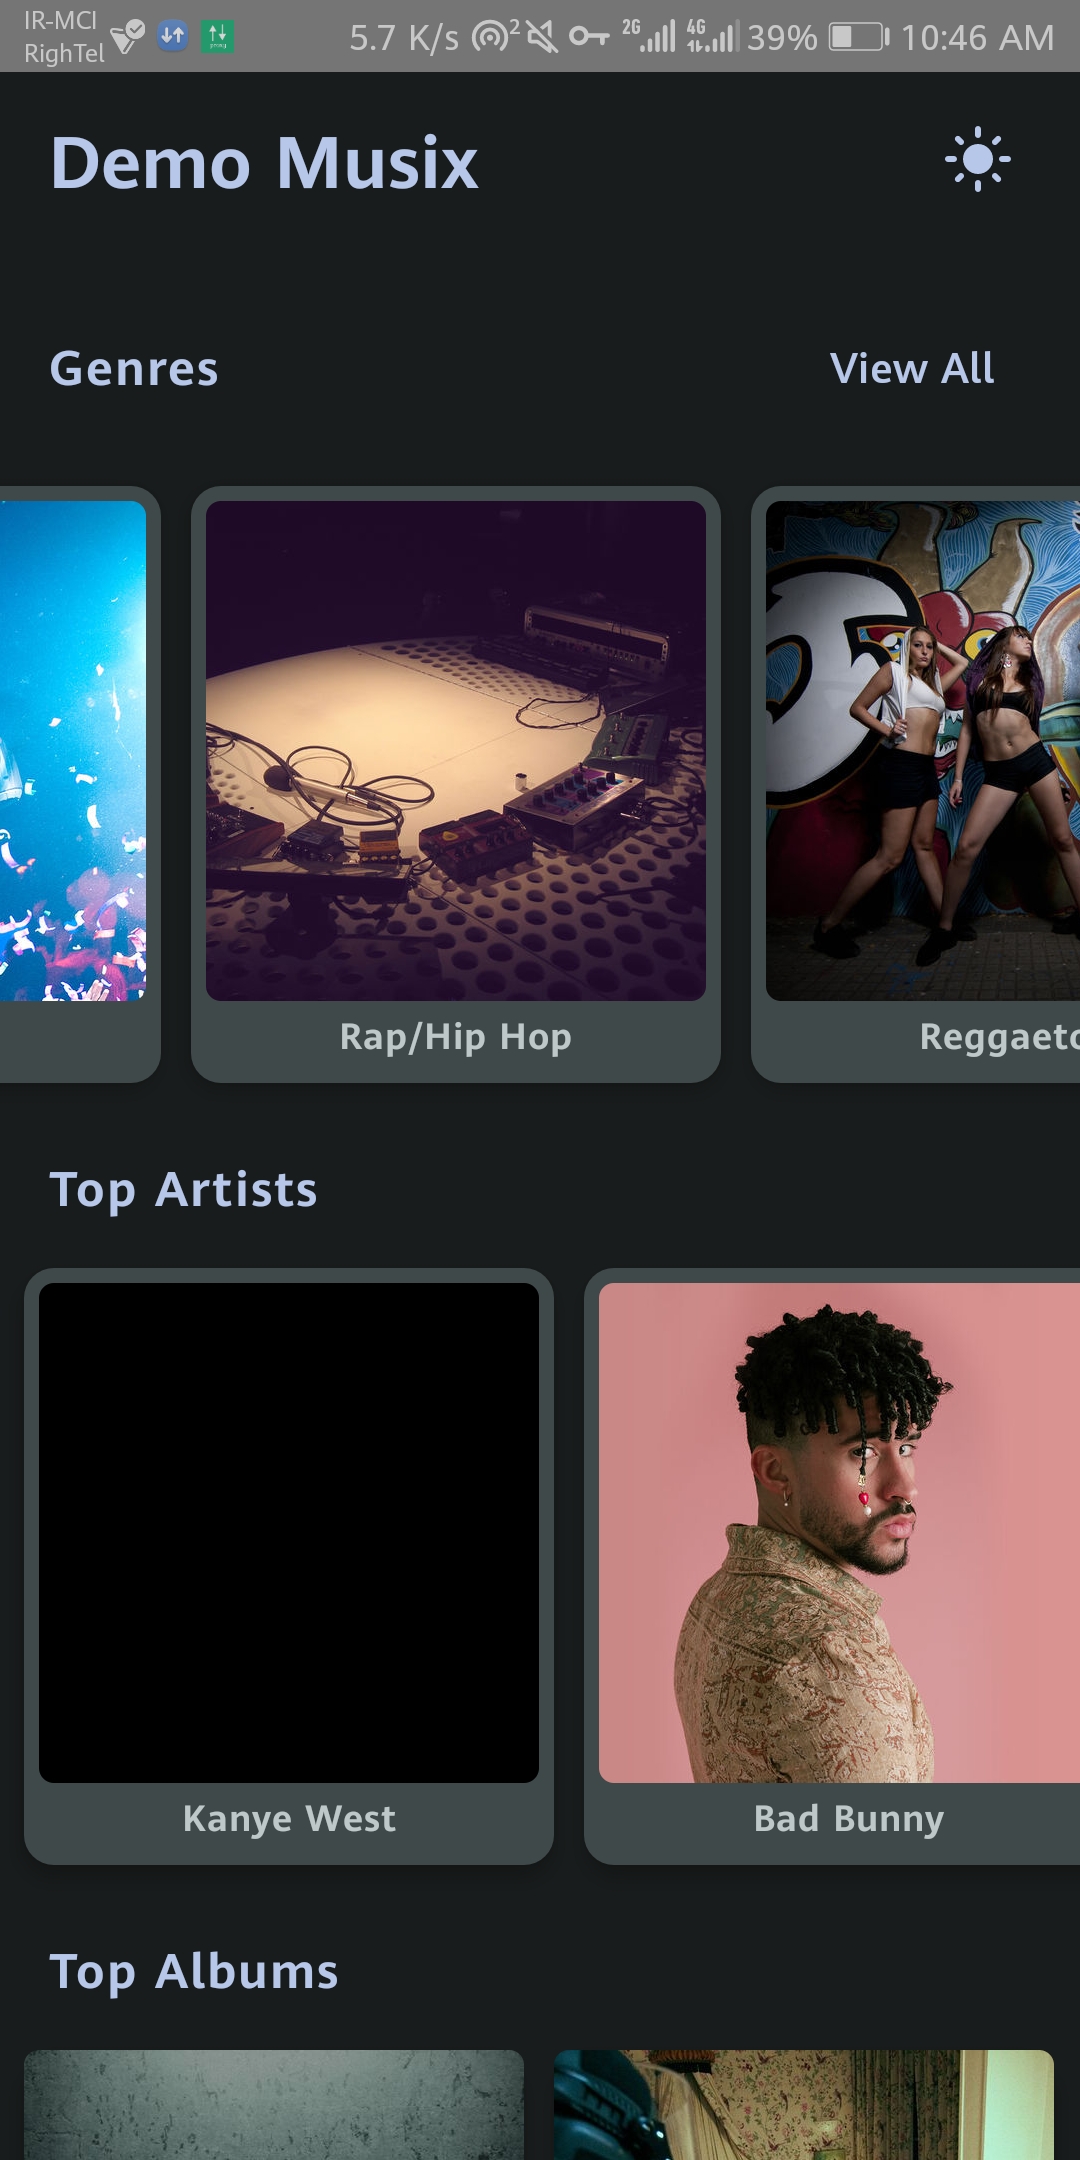 IR-MCI
RighTel
5.7 K/s 2 2G 4G 39% 10:46 AM
Demo Musix
Genres View All
Rap/Hip Hop Reggaeto
Top Artists
Kanye West Bad Bunny
Top Albums